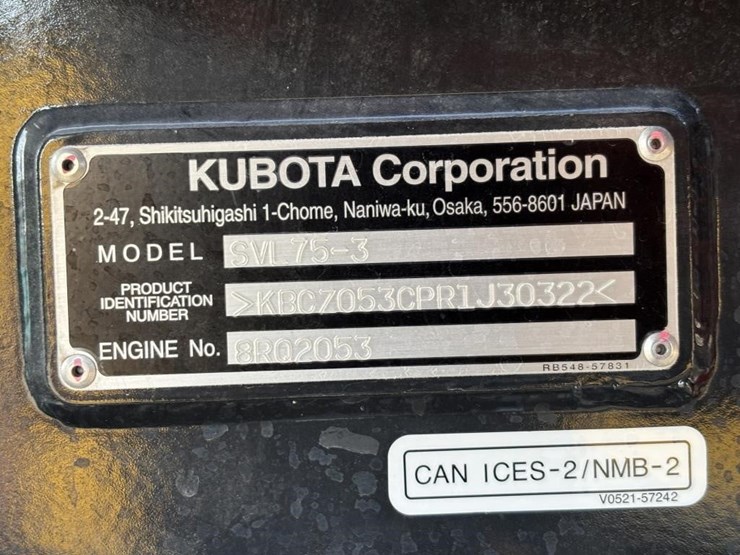 KUBOTA Corporation
2-47, Shikitsuhigashi 1-Chome, Naniwa-ku, Osaka, 556-8601 JAPAN
MODEL SVL75-3
PRODUCT
IDENTIFICATION
NUMBER
>KBCZ053CPR1J30322<
ENGINE No. 8RQ2053
RB548-57831
CAN ICES-2/NMB-2
V0521-57242